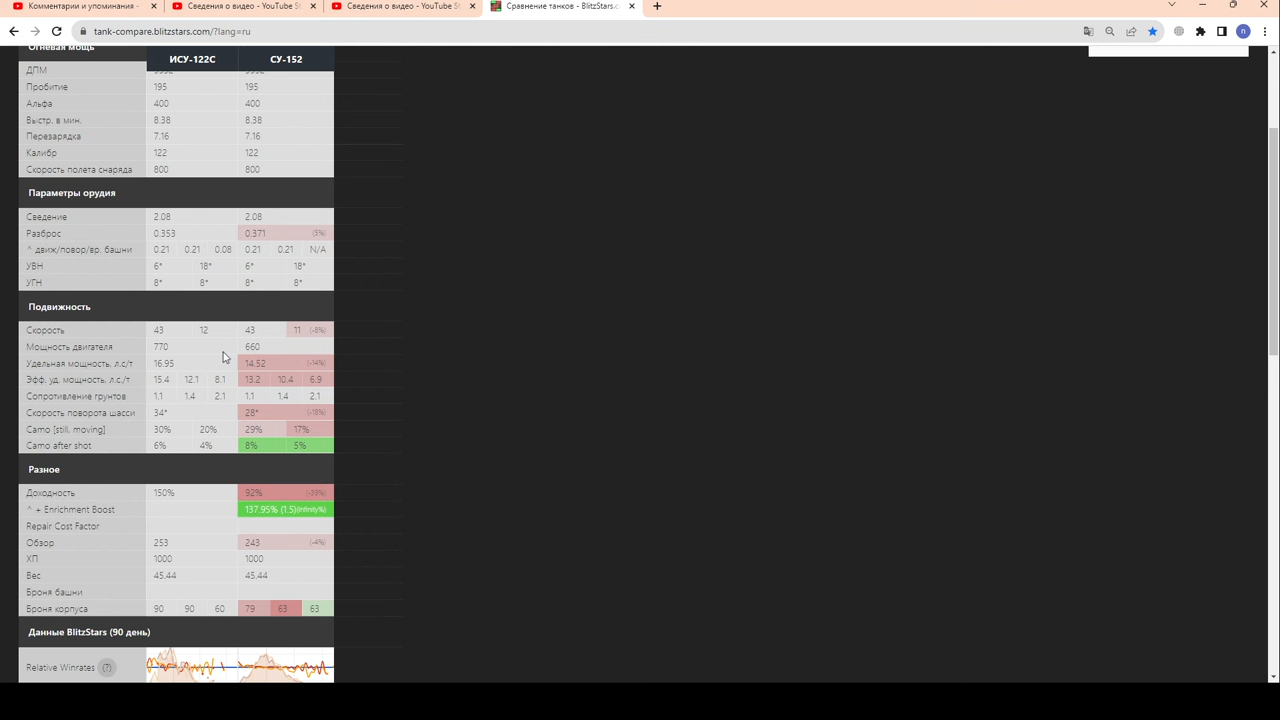 Комментарии и упоминания -
Сведения о видео - YouTube St
Сведения о видео - YouTube St
Сравнение танков - BlitzStars.co
tank-compare.blitzstars.com/?lang=ru
Огневая мощь
ИСУ-122С СУ-152
ДПМ
Пробитие 195 195
Альфа 400 400
Выстр. в мин. 8.38 8.38
Перезарядка 7.16 7.16
Калибр 122 122
Скорость полета снаряда 800 800
Параметры орудия
Сведение 2.08 2.08
Разброс 0.353 0.371 (5%)
^ движ/повор/вр. башни 0.21 0.21 0.08 0.21 0.21 N/A
УВН 6° 18° 6° 18°
УГН 8° 8° 8° 8°
Подвижность
Скорость 43 12 43 11 (-8%)
Мощность двигателя 770 660
Удельная мощность, л.с/т 16.95 14.52 (-14%)
Эфф. уд. мощность, л.с./т 15.4 12.1 8.1 13.2 10.4 6.9
Сопротивление грунтов 1.1 1.4 2.1 1.1 1.4 2.1
Скорость поворота шасси 34° 28° (-18%)
Camo [still, moving] 30% 20% 29% 17%
Camo after shot 6% 4% 8% 5%
Разное
Доходность 150% 92% (-39%)
^ + Enrichment Boost 137.95% (1.5) (Infinity%)
Repair Cost Factor
Обзор 253 243 (-4%)
ХП 1000 1000
Вес 45.44 45.44
Броня башни
Броня корпуса 90 90 60 79 63 63
Данные BlitzStars (90 день)
Relative Winrates (?)